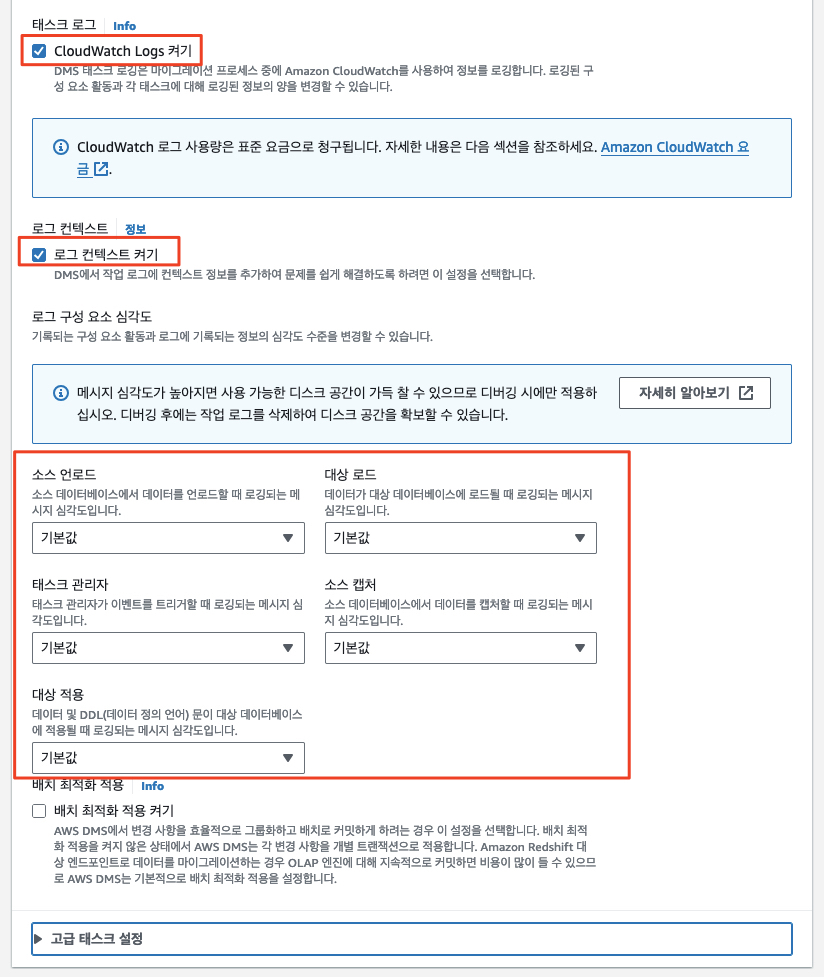 태스크 로그 Info
CloudWatch Logs 켜기
DMS 태스크 로깅은 마이그레이션 프로세스 중에 Amazon CloudWatch를 사용하여 정보를 로깅합니다. 로깅된 구
성 요소 활동과 각 태스크에 대해 로깅된 정보의 양을 변경할 수 있습니다.
CloudWatch 로그 사용량은 표준 요금으로 청구됩니다. 자세한 내용은 다음 섹션을 참조하세요. Amazon CloudWatch 요
금.
로그 컨텍스트 정보
로그 컨텍스트 켜기
DMS에서 작업 로그에 컨텍스트 정보를 추가하여 문제를 쉽게 해결하도록 하려면 이 설정을 선택합니다.
로그 구성 요소 심각도
기록되는 구성 요소 활동과 로그에 기록되는 정보의 심각도 수준을 변경할 수 있습니다.
메시지 심각도가 높아지면 사용 가능한 디스크 공간이 가득 찰 수 있으므로 디버깅 시에만 적용하
십시오. 디버깅 후에는 작업 로그를 삭제하여 디스크 공간을 확보할 수 있습니다.
자세히 알아보기
소스 언로드
소스 데이터베이스에서 데이터를 언로드할 때 로깅되는 메
시지 심각도입니다.
기본값
대상 로드
데이터가 대상 데이터베이스에 로드될 때 로깅되는 메시지
심각도입니다.
기본값
태스크 관리자
태스크 관리자가 이벤트를 트리거할 때 로깅되는 메시지 심
각도입니다.
기본값
소스 캡처
소스 데이터베이스에서 데이터를 캡처할 때 로깅되는 메시
지 심각도입니다.
기본값
대상 적용
데이터 및 DDL(데이터 정의 언어) 문이 대상 데이터베이스
에 적용될 때 로깅되는 메시지 심각도입니다.
기본값
배치 최적화 적용 Info
배치 최적화 적용 켜기
AWS DMS에서 변경 사항을 효율적으로 그룹화하고 배치로 커밋하게 하려는 경우 이 설정을 선택합니다. 배치 최적
화 적용을 켜지 않은 상태에서 AWS DMS는 각 변경 사항을 개별 트랜잭션으로 적용합니다. Amazon Redshift 대
상 엔드포인트로 데이터를 마이그레이션하는 경우 OLAP 엔진에 대해 지속적으로 커밋하면 비용이 많이 들 수 있으므
로 AWS DMS는 기본적으로 배치 최적화 적용을 설정합니다.
고급 태스크 설정